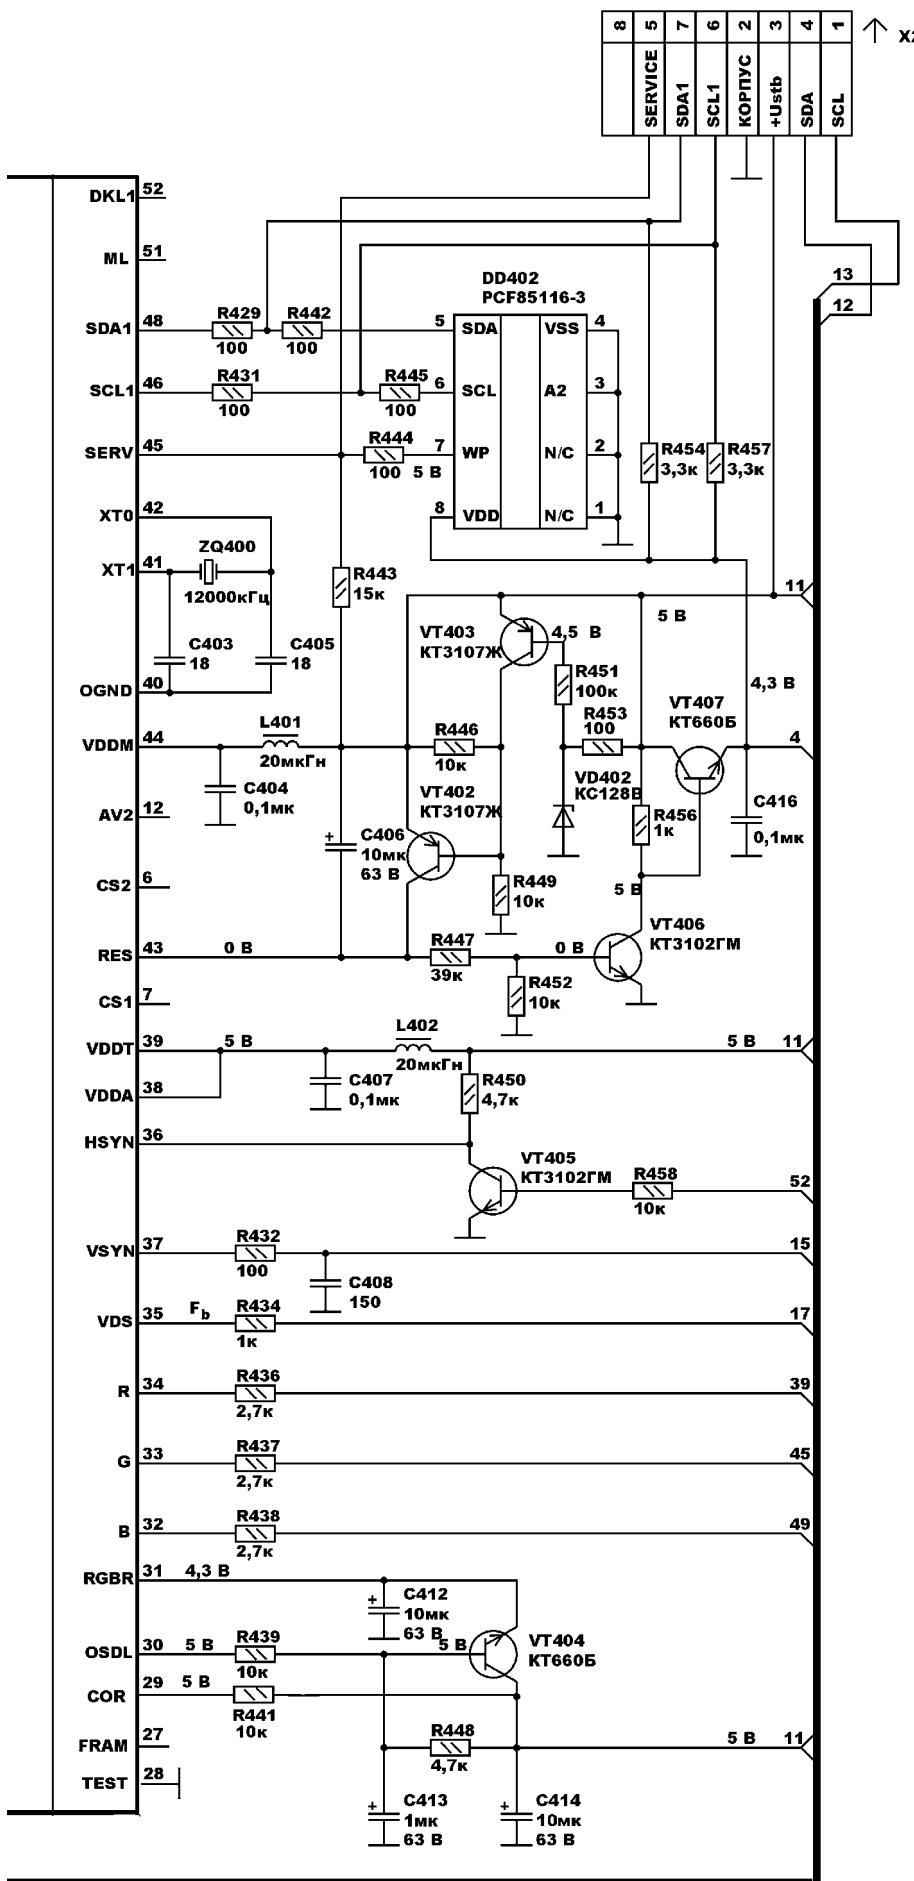 8
5
7
6
2
3
4
1
X2
SERVICE
SDA1
SCL1
КОРПУС
+Ustb
SDA
SCL
DKL1 52
ML 51
13
12
DD402
PCF85116-3
SDA1 48
R429
100
R442
100
5 SDA
VSS 4
SCL1 46
R431
100
R445
100
6 SCL
A2 3
SERV 45
R444
100
5 В
7 WP
N/C 2
R454
3,3к
R457
3,3к
XT0 42
8 VDD
N/C 1
XT1 41
ZQ400
12000кГц
R443
15к
11
C403
18
C405
18
VT403
КТ3107Ж
4,5 В
5 В
R451
100к
4,3 В
OGND 40
VT407
КТ660Б
L401
20мкГн
R446
10к
R453
100
VDDM 44
4
C404
0,1мк
VT402
КТ3107Ж
VD402
КС128В
C416
0,1мк
AV2 12
R456
1к
+
C406
10мк
63 В
CS2 6
R449
10к
5 В
VT406
КТ3102ГМ
RES 43
0 В
R447
39к
0 В
R452
10к
CS1 7
L402
20мкГн
VDDT 39
5 В
5 В
11
C407
0,1мк
R450
4,7к
VDDA 38
HSYN 36
VT405
КТ3102ГМ
R458
10к
52
VSYN 37
R432
100
15
C408
150
VDS 35
Fb
R434
1к
17
R 34
R436
2,7к
39
G 33
R437
2,7к
45
B 32
R438
2,7к
49
RGBR 31
4,3 В
+
C412
10мк
63 В
OSDL 30
5 В
R439
10к
5 В
VT404
КТ660Б
COR 29
5 В
R441
10к
FRAM 27
R448
4,7к
5 В
11
TEST 28
+
C413
1мк
63 В
+
C414
10мк
63 В